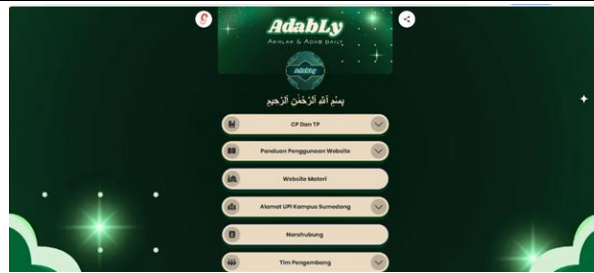 AdabLy
AKHLAK & ADAB DAILY
AdabLy
بِسْمِ اللّٰهِ الرَّحْمٰنِ الرَّحِيْمِ
CP Dan TP
Panduan Penggunaan Website
Website Materi
Alamat UPI Kampus Sumedang
Narahubung
Tim Pengembang